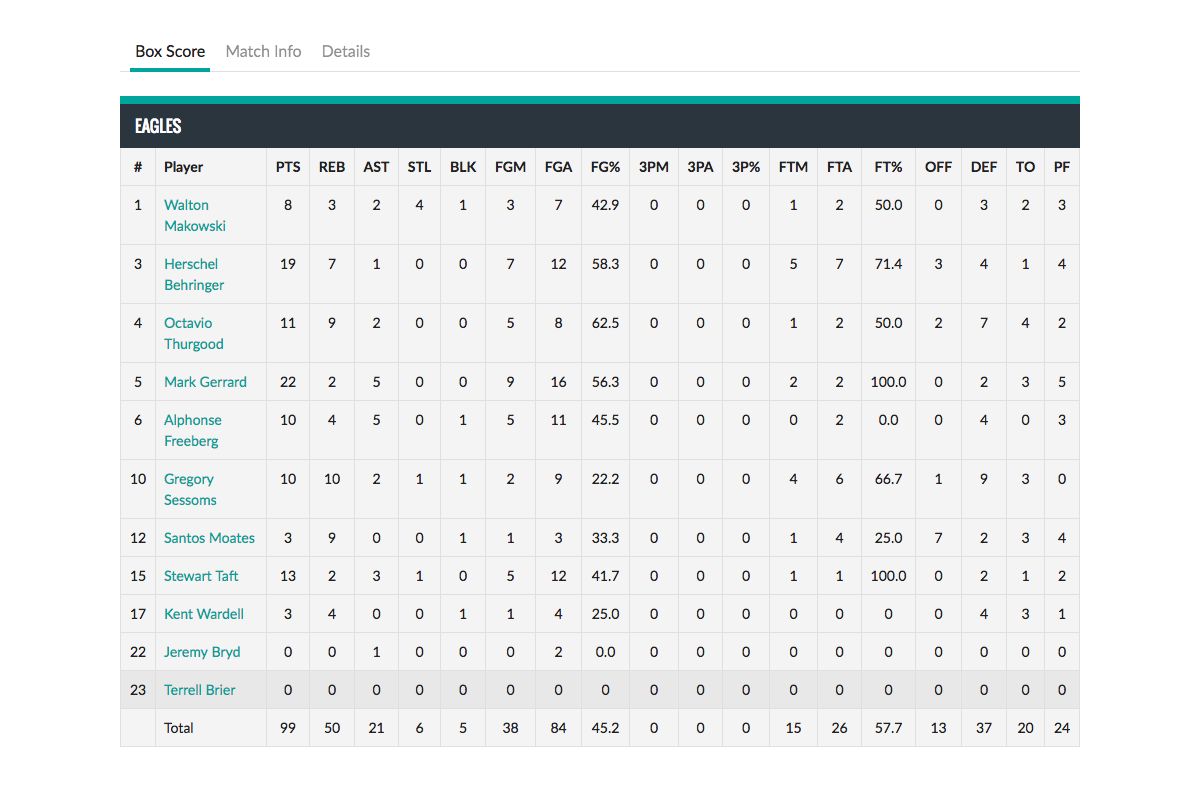 Box Score Match Info Details
EAGLES
# Player PTS REB AST STL BLK FGM FGA FG% 3PM 3PA 3P% FTM FTA FT% OFF DEF TO PF
1 Walton 8 3 2 4 1 3 7 42.9 0 0 0 1 2 50.0 0 3 2 3
Makowski
3 Herschel 19 7 1 0 0 7 12 58.3 0 0 0 5 7 71.4 3 4 1 4
Behringer
4 Octavio 11 9 2 0 0 5 8 62.5 0 0 0 1 2 50.0 2 7 4 2
Thurgood
5 Mark Gerrard 22 2 5 0 0 9 16 56.3 0 0 0 2 2 100.0 0 2 3 5
6 Alphonse 10 4 5 0 1 5 11 45.5 0 0 0 0 2 0.0 0 4 0 3
Freeberg
10 Gregory 10 10 2 1 1 2 9 22.2 0 0 0 4 6 66.7 1 9 3 0
Sessoms
12 Santos Moates 3 9 0 0 1 1 3 33.3 0 0 0 1 4 25.0 7 2 3 4
15 Stewart Taft 13 2 3 1 0 5 12 41.7 0 0 0 1 1 100.0 0 2 1 2
17 Kent Wardell 3 4 0 0 1 1 4 25.0 0 0 0 0 0 0 0 4 3 1
22 Jeremy Bryd 0 0 1 0 0 0 2 0.0 0 0 0 0 0 0 0 0 0 0
23 Terrell Brier 0 0 0 0 0 0 0 0 0 0 0 0 0 0 0 0 0 0
Total 99 50 21 6 5 38 84 45.2 0 0 0 15 26 57.7 13 37 20 24